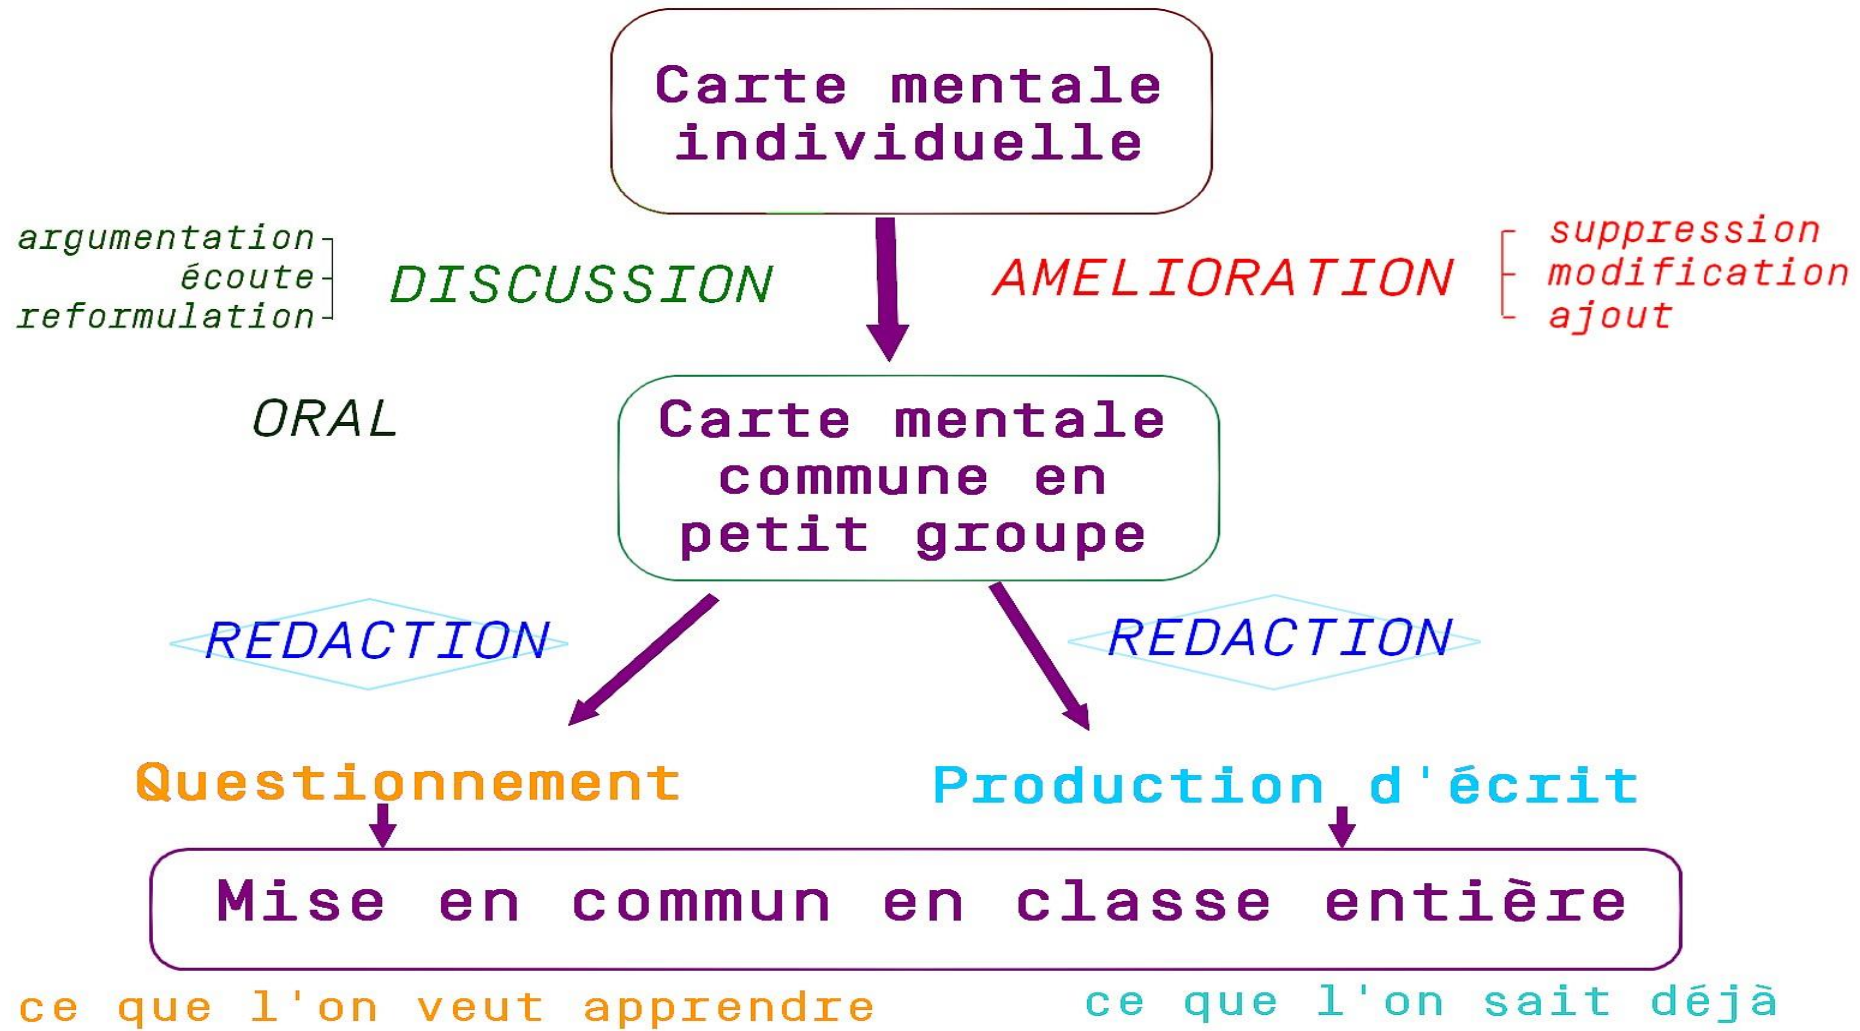 Carte mentale
individuelle
argumentation
écoute
reformulation
DISCUSSION
AMELIORATION
suppression
modification
ajout
ORAL
Carte mentale
commune en
petit groupe
REDACTION
REDACTION
Questionnement
Production d'écrit
Mise en commun en classe entière
ce que l'on veut apprendre
ce que l'on sait déjà